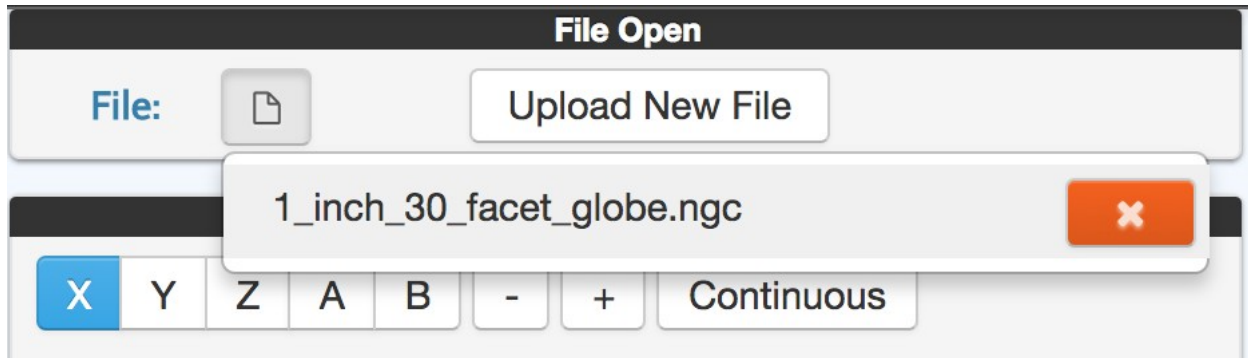 File Open
File: Upload New File
1_inch_30_facet_globe.ngc
X Y Z A B - + Continuous